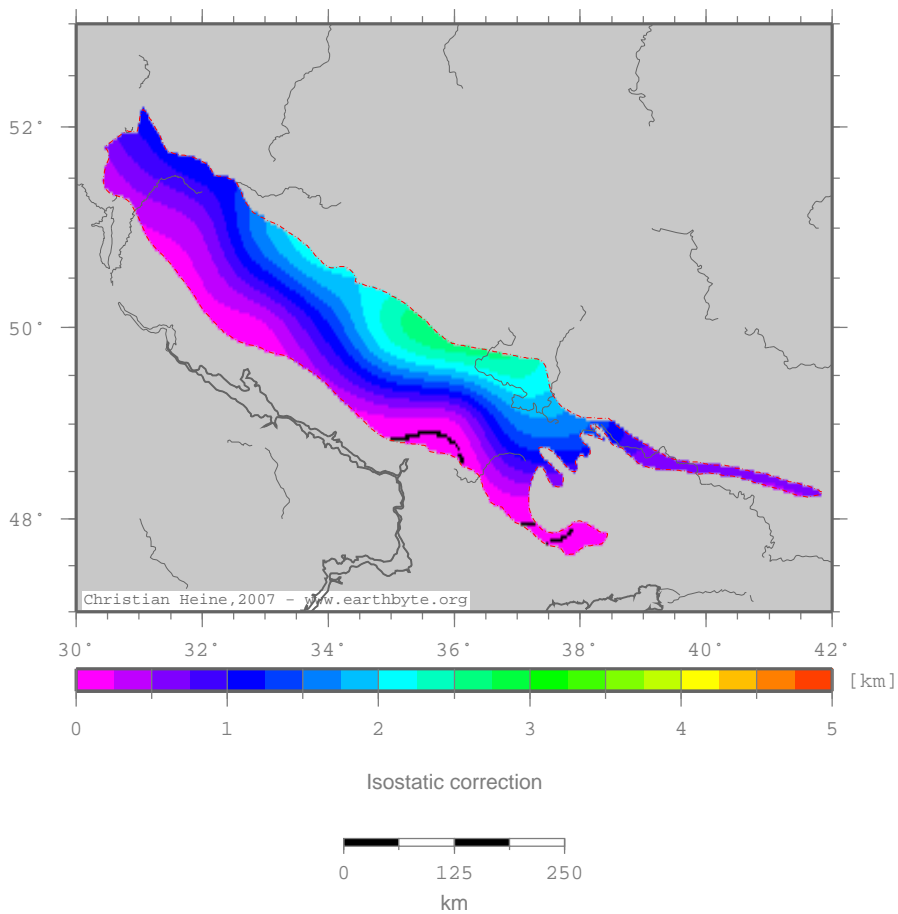 52°
50°
48°
Christian Heine,2007 - www.earthbyte.org
30° 32° 34° 36° 38° 40° 42°
[km]
0 1 2 3 4 5
Isostatic correction
0 125 250
km